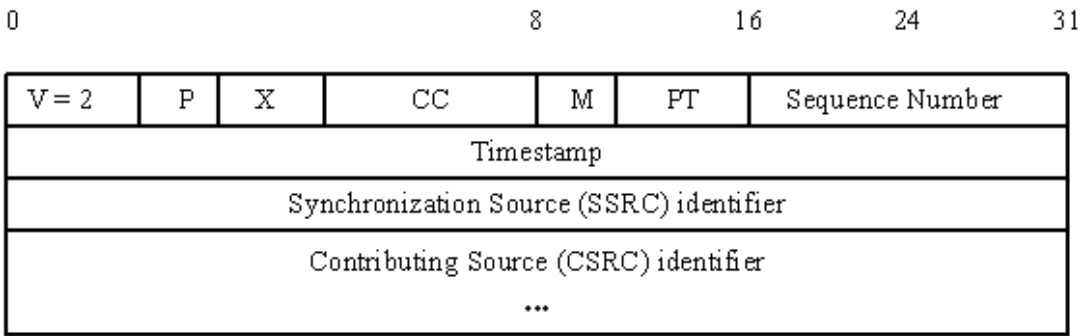 0 8 16 24 31
V = 2 P X CC M PT Sequence Number
Timestamp
Synchronization Source (SSRC) identifier
Contributing Source (CSRC) identifier
...